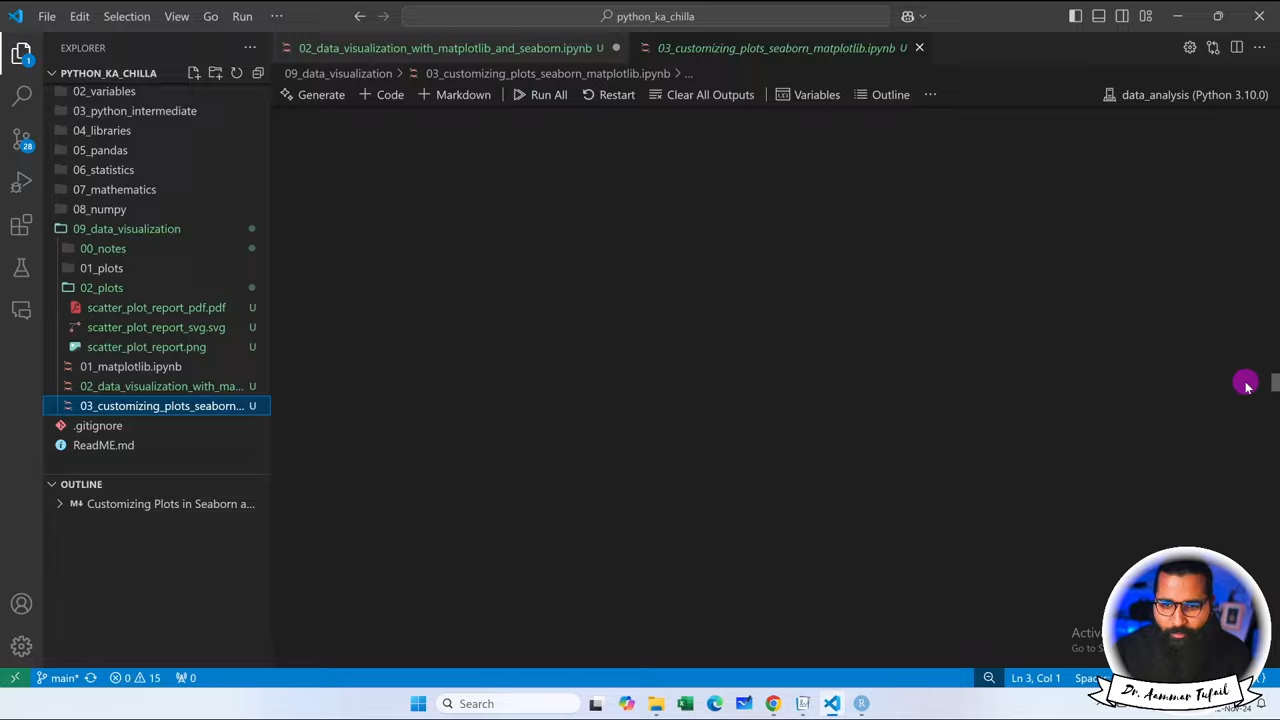 File Edit Selection View Go Run ··· python_ka_chilla
EXPLORER ···
02_data_visualization_with_matplotlib_and_seaborn.ipynb U
03_customizing_plots_seaborn_matplotlib.ipynb U
PYTHON_KA_CHILLA
09_data_visualization > 03_customizing_plots_seaborn_matplotlib.ipynb > ...
Generate + Code + Markdown Run All Restart Clear All Outputs Variables Outline ··· data_analysis (Python 3.10.0)
02_variables
03_python_intermediate
04_libraries
05_pandas
06_statistics
07_mathematics
08_numpy
09_data_visualization
00_notes
01_plots
02_plots
scatter_plot_report_pdf.pdf U
scatter_plot_report_svg.svg U
scatter_plot_report.png U
01_matplotlib.ipynb
02_data_visualization_with_ma... U
03_customizing_plots_seaborn... U
.gitignore
ReadME.md
OUTLINE
M↓ Customizing Plots in Seaborn a...
1
28
main* 0 15 0
Ln 3, Col 1
Search
Dr. Aammar Tufail